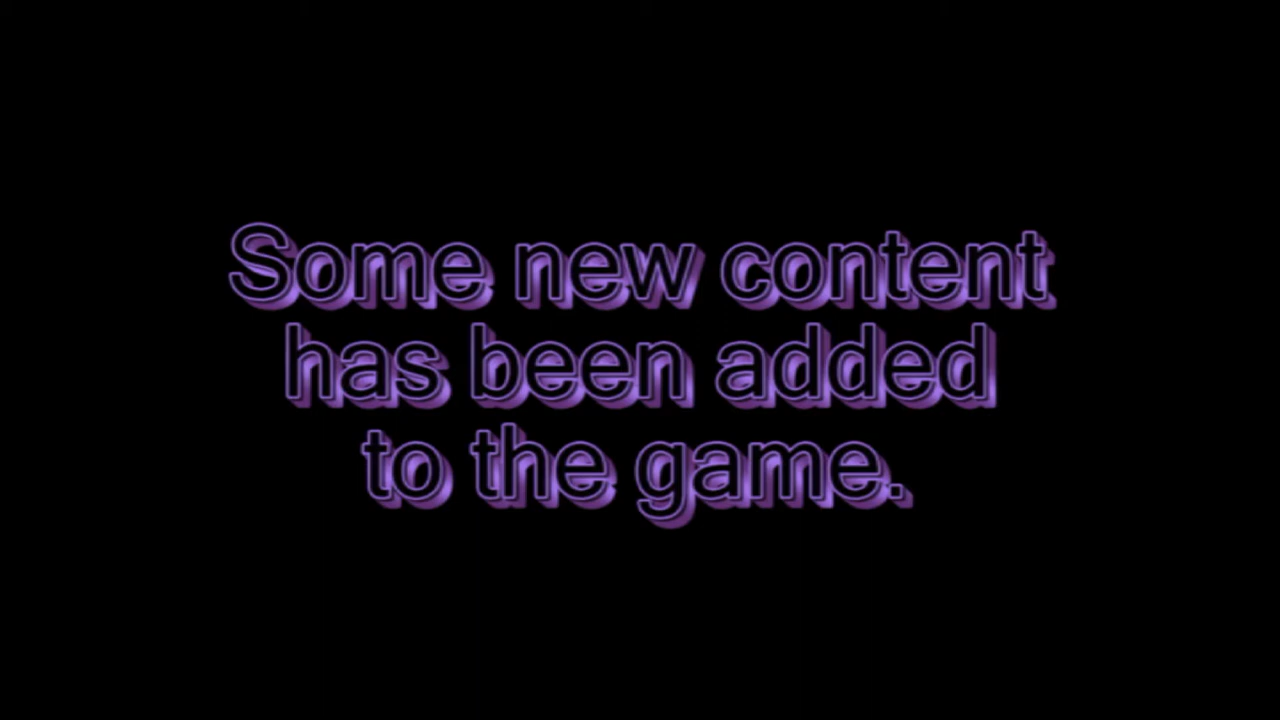 Some new content
has been added
to the game.